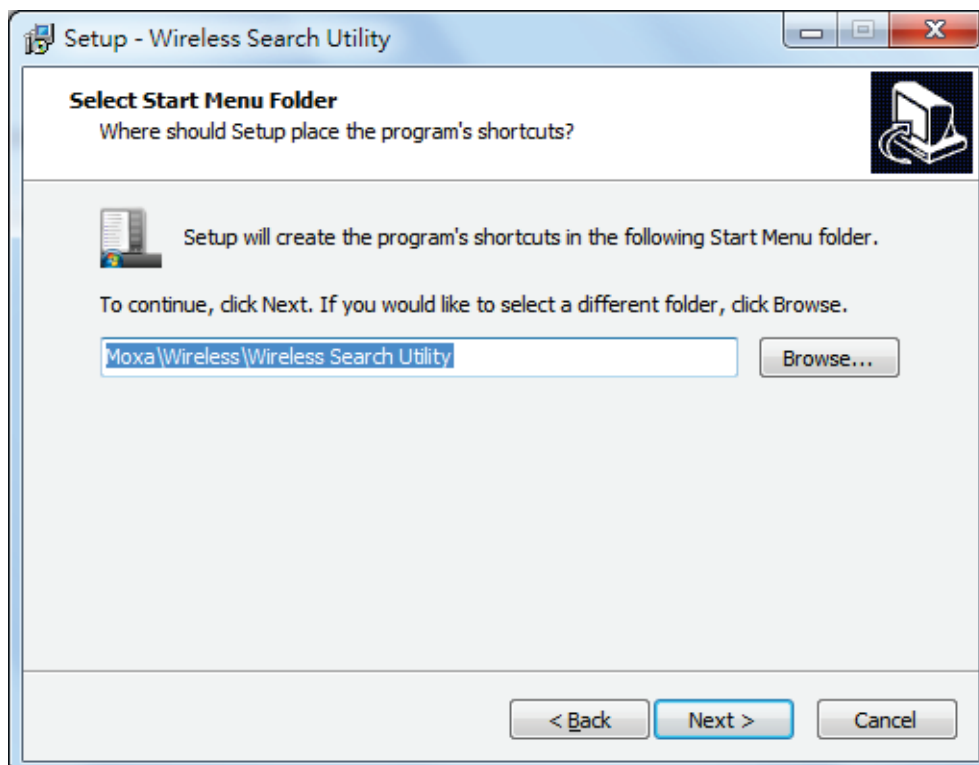 Setup - Wireless Search Utility
Select Start Menu Folder
Where should Setup place the program's shortcuts?
Setup will create the program's shortcuts in the following Start Menu folder.
To continue, click Next. If you would like to select a different folder, click Browse.
Moxa\Wireless\Wireless Search Utility
Browse...
< Back
Next >
Cancel